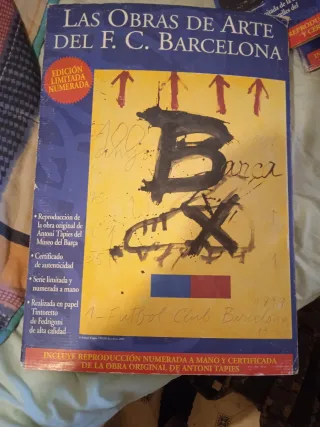 LAS OBRAS DE ARTE
DEL F. C. BARCELONA
EDICIÓN
LIMITADA
NUMERADA
Barça
• Reproducción de
la obra original de
Antoni Tàpies del
Museo del Barça
• Certificado
de autenticidad
• Serie limitada y
numerada a mano
• Realizada en papel
Tintoretto
de Fedrigoni
de alta calidad
Futbol Club Barcelona
INCLUYE REPRODUCCIÓN NUMERADA A MANO Y CERTIFICADA
DE LA OBRA ORIGINAL DE ANTONI TÀPIES